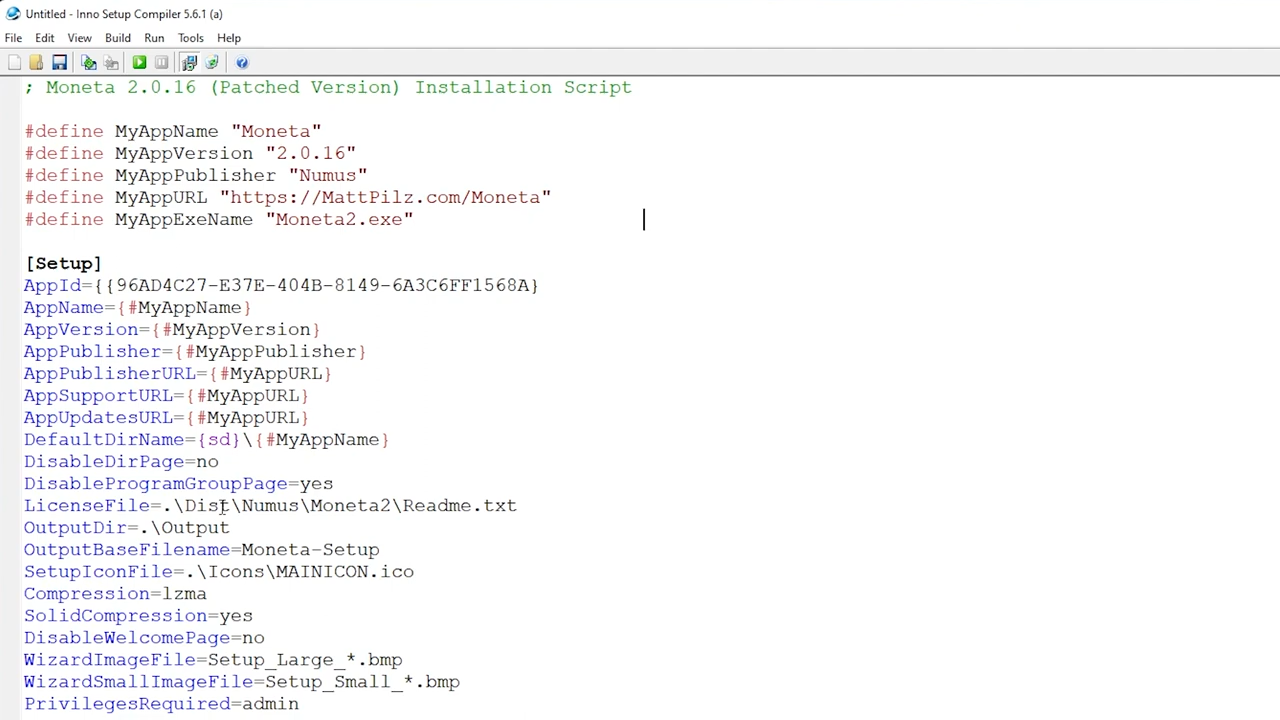 Untitled - Inno Setup Compiler 5.6.1 (a)
File Edit View Build Run Tools Help
; Moneta 2.0.16 (Patched Version) Installation Script
#define MyAppName "Moneta"
#define MyAppVersion "2.0.16"
#define MyAppPublisher "Numus"
#define MyAppURL "https://MattPilz.com/Moneta"
#define MyAppExeName "Moneta2.exe"
[Setup]
AppId={{96AD4C27-E37E-404B-8149-6A3C6FF1568A}
AppName={#MyAppName}
AppVersion={#MyAppVersion}
AppPublisher={#MyAppPublisher}
AppPublisherURL={#MyAppURL}
AppSupportURL={#MyAppURL}
AppUpdatesURL={#MyAppURL}
DefaultDirName={sd}\{#MyAppName}
DisableDirPage=no
DisableProgramGroupPage=yes
LicenseFile=.\Dist\Numus\Moneta2\Readme.txt
OutputDir=.\Output
OutputBaseFilename=Moneta-Setup
SetupIconFile=.\Icons\MAINICON.ico
Compression=lzma
SolidCompression=yes
DisableWelcomePage=no
WizardImageFile=Setup_Large_*.bmp
WizardSmallImageFile=Setup_Small_*.bmp
PrivilegesRequired=admin